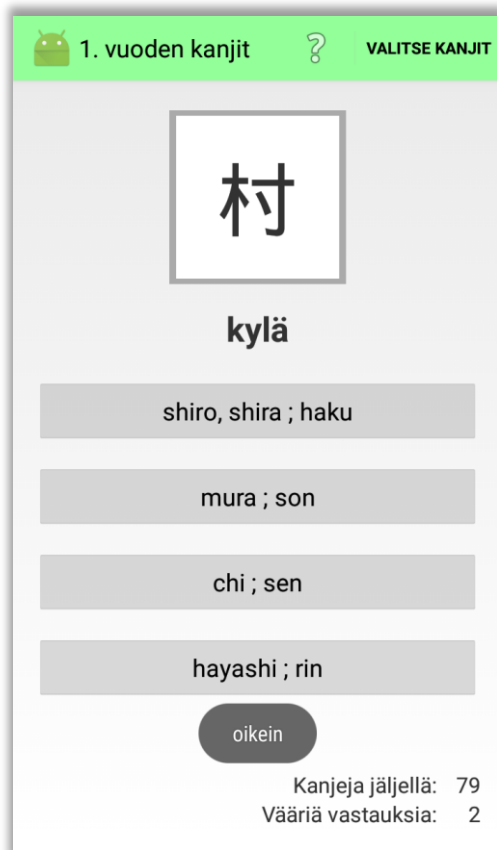 1. vuoden kanjit ? VALITSE KANJIT
村
kylä
shiro, shira ; haku
mura ; son
chi ; sen
hayashi ; rin
oikein
Kanjeja jäljellä: 79
Vääriä vastauksia: 2